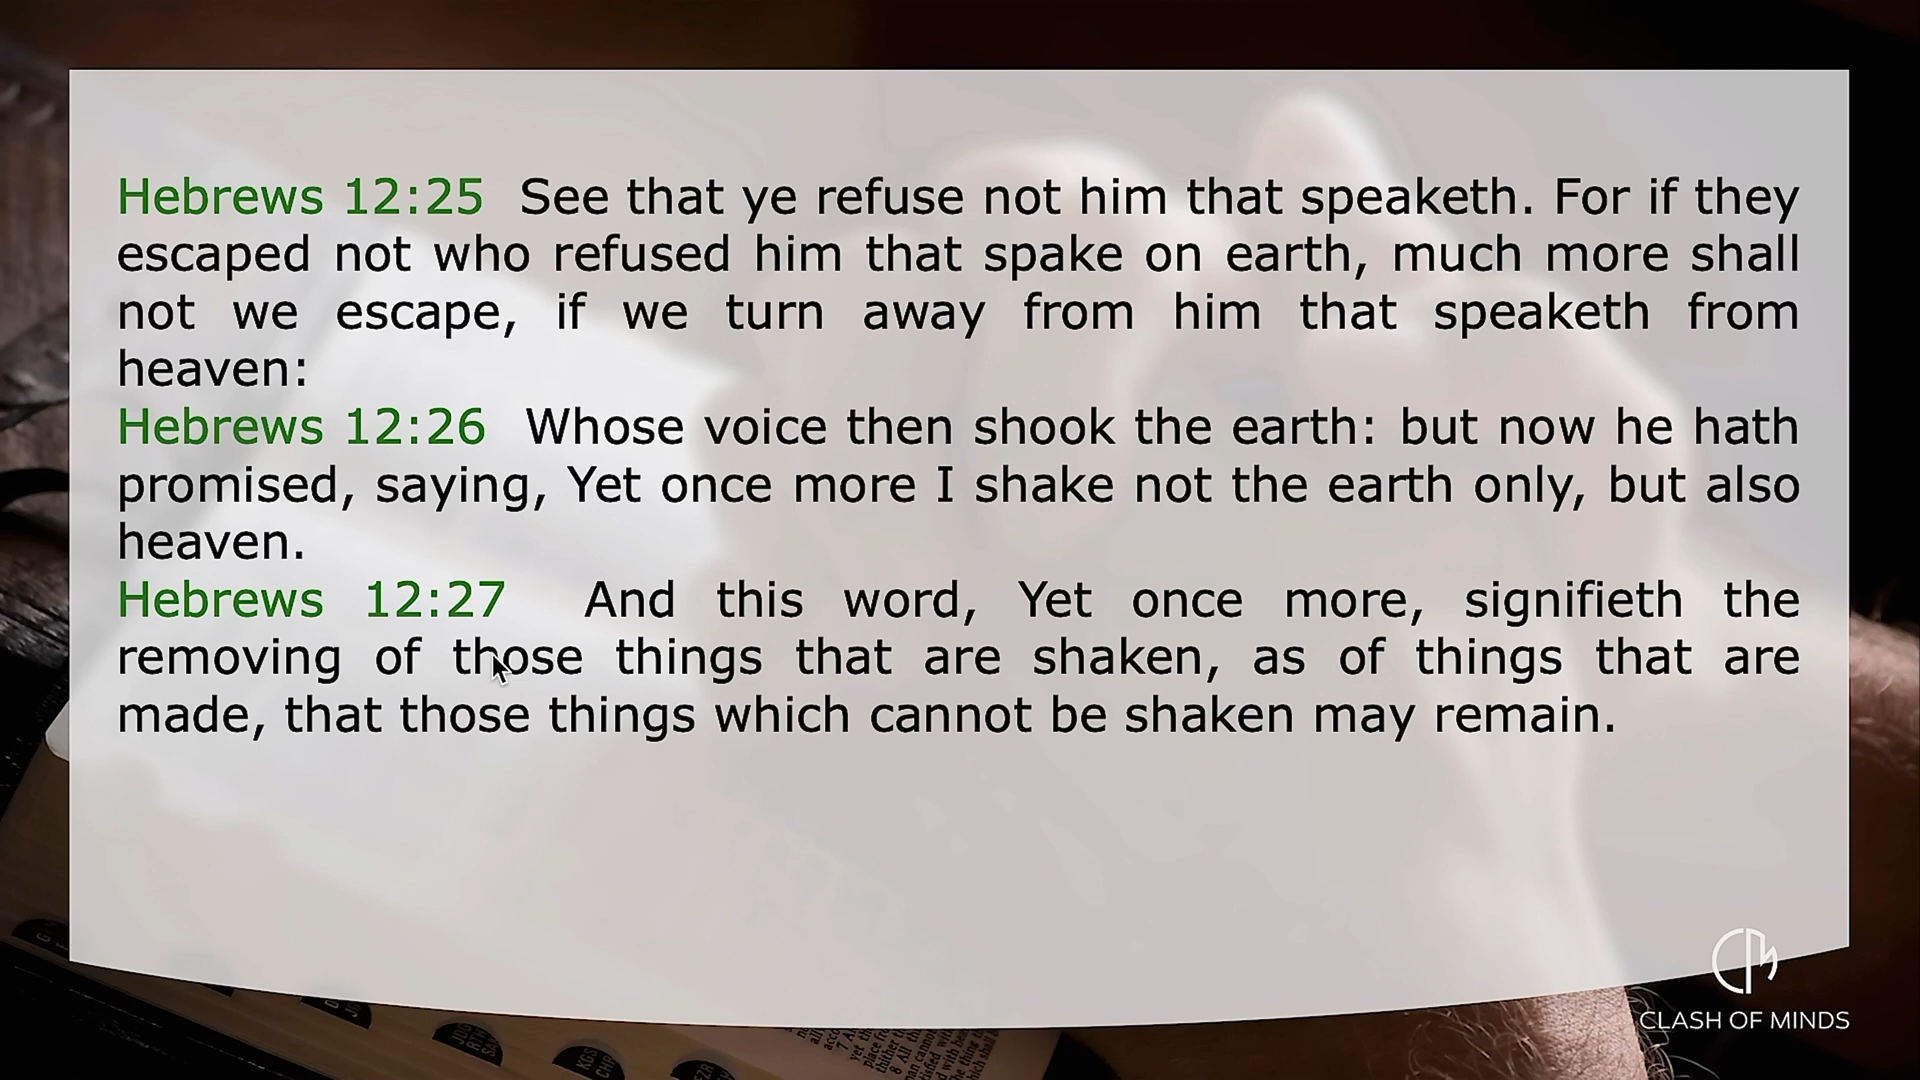 Hebrews 12:25 See that ye refuse not him that speaketh. For if they
escaped not who refused him that spake on earth, much more shall
not we escape, if we turn away from him that speaketh from
heaven:
Hebrews 12:26 Whose voice then shook the earth: but now he hath
promised, saying, Yet once more I shake not the earth only, but also
heaven.
Hebrews 12:27 And this word, Yet once more, signifieth the
removing of those things that are shaken, as of things that are
made, that those things which cannot be shaken may remain.
CLASH OF MINDS
KGS
CHR